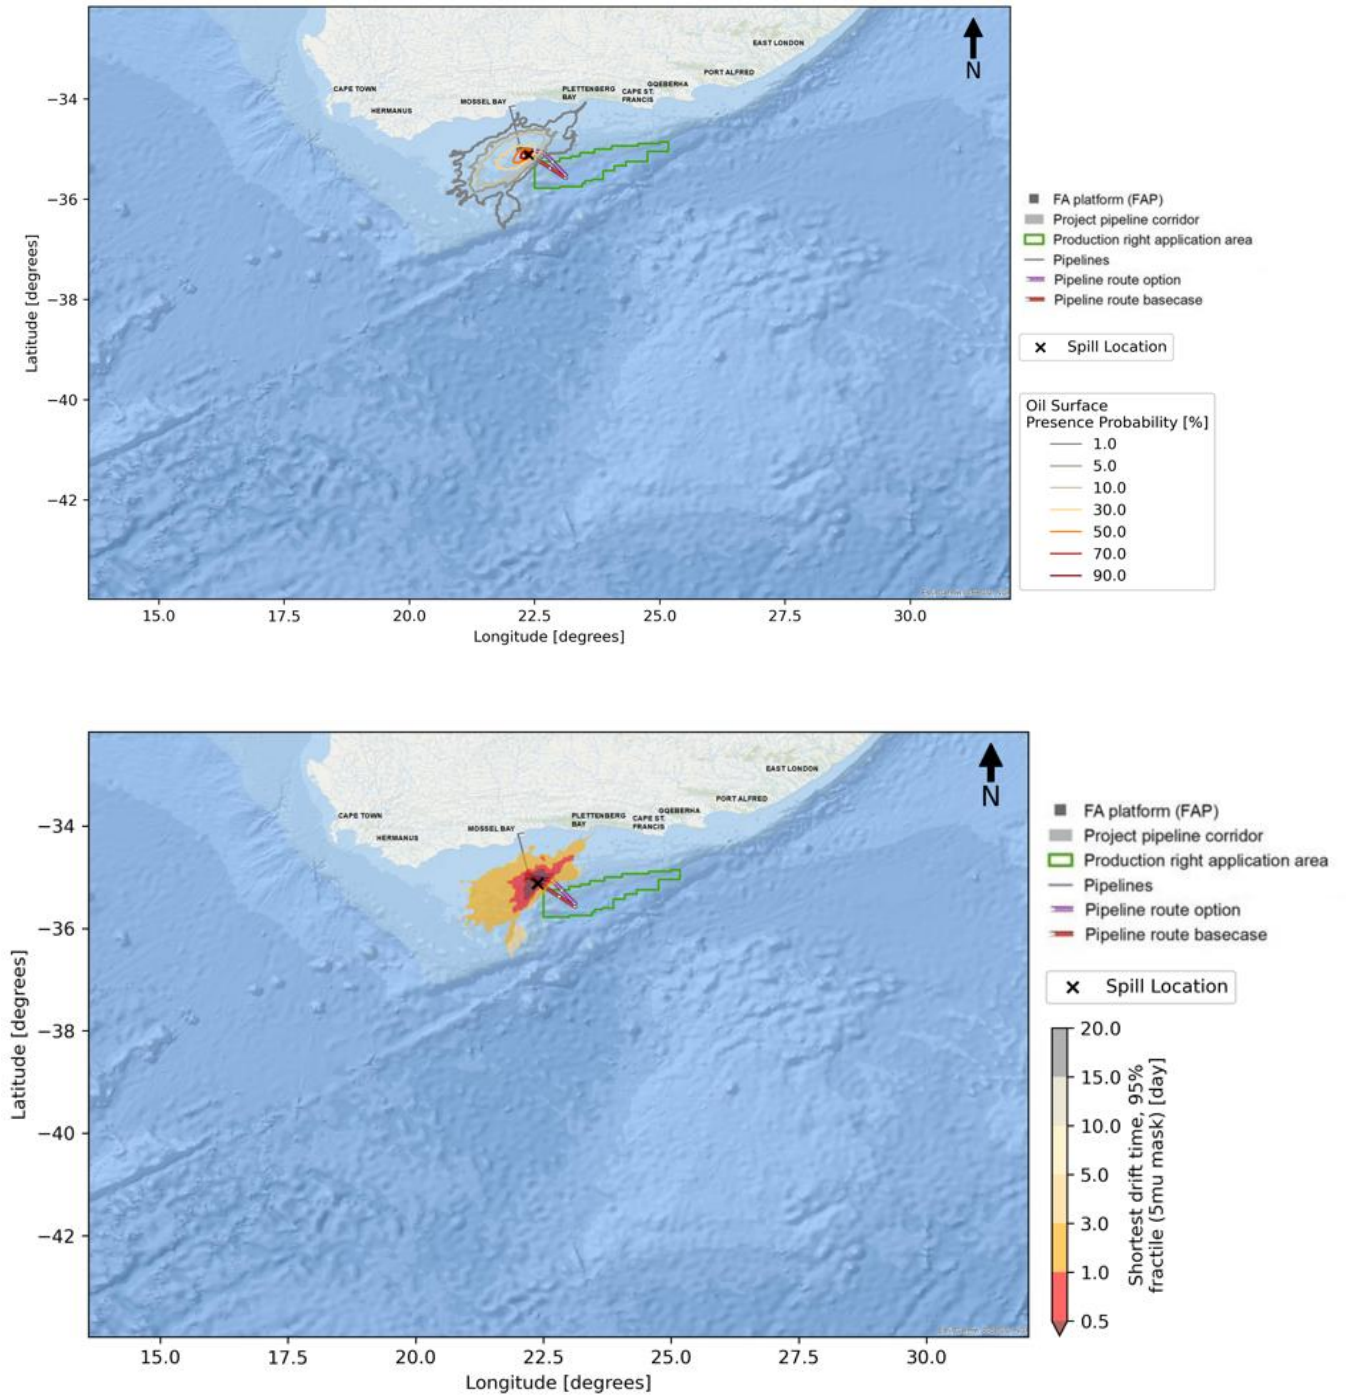 EAST LONDON
PORT ALFRED
GQEBERHA
CAPE ST.
FRANCIS
PLETTENBERG
BAY
MOSSEL BAY
CAPE TOWN
HERMANUS
N
−34
−36
−38
−40
−42
Latitude [degrees]
15.0 17.5 20.0 22.5 25.0 27.5 30.0
Longitude [degrees]
FA platform (FAP)
Project pipeline corridor
Production right application area
Pipelines
Pipeline route option
Pipeline route basecase
Spill Location
Oil Surface
Presence Probability [%]
1.0
5.0
10.0
30.0
50.0
70.0
90.0
EAST LONDON
PORT ALFRED
GQEBERHA
CAPE ST.
FRANCIS
PLETTENBERG
BAY
MOSSEL BAY
CAPE TOWN
HERMANUS
N
−34
−36
−38
−40
−42
Latitude [degrees]
15.0 17.5 20.0 22.5 25.0 27.5 30.0
Longitude [degrees]
FA platform (FAP)
Project pipeline corridor
Production right application area
Pipelines
Pipeline route option
Pipeline route basecase
Spill Location
20.0
15.0
10.0
5.0
3.0
1.0
0.5
Shortest drift time, 95%
fractile (5mu mask) [day]